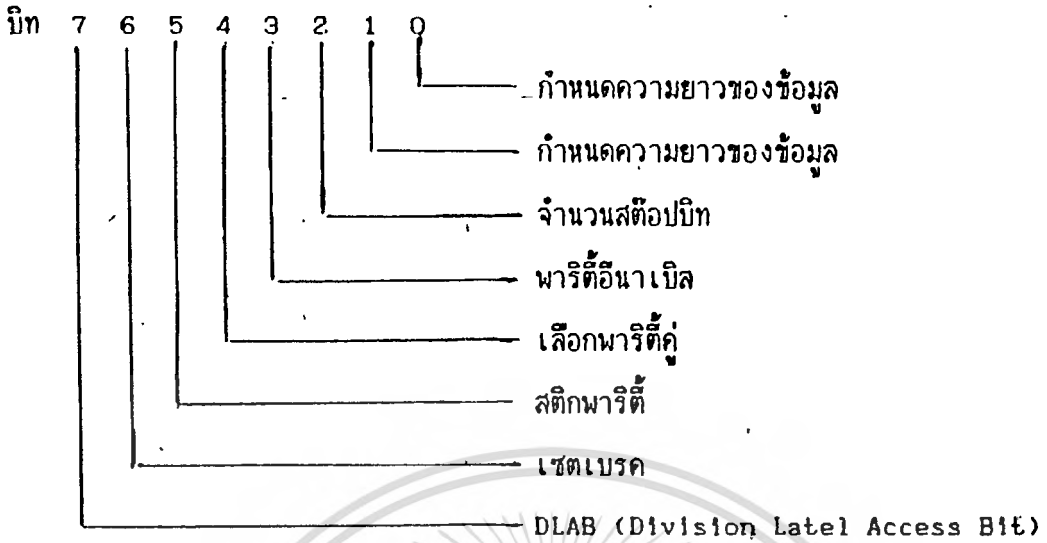 บิท 7 6 5 4 3 2 1 0
กำหนดความยาวของข้อมูล
กำหนดความยาวของข้อมูล
จำนวนสต๊อปบิท
พาริตี้อีนาเบิล
เลือกพาริตี้คู่
สติกพาริตี้
เซตเบรค
DLAB (Division Latel Access Bit)